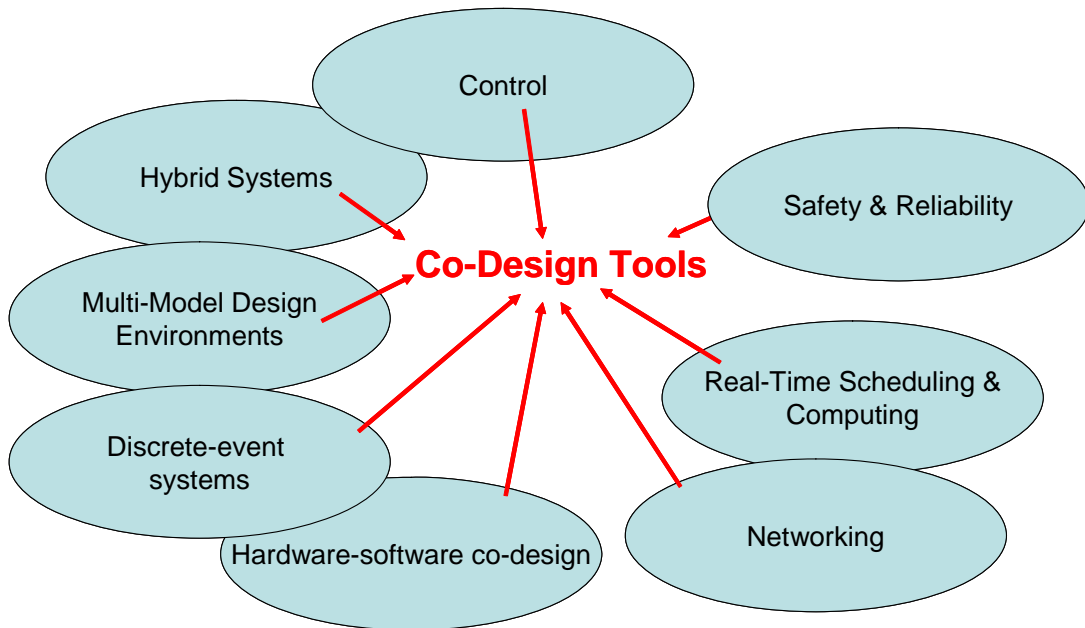 Control
Hybrid Systems
Safety & Reliability
Co-Design Tools
Multi-Model Design
Environments
Real-Time Scheduling &
Computing
Discrete-event
systems
Networking
Hardware-software co-design